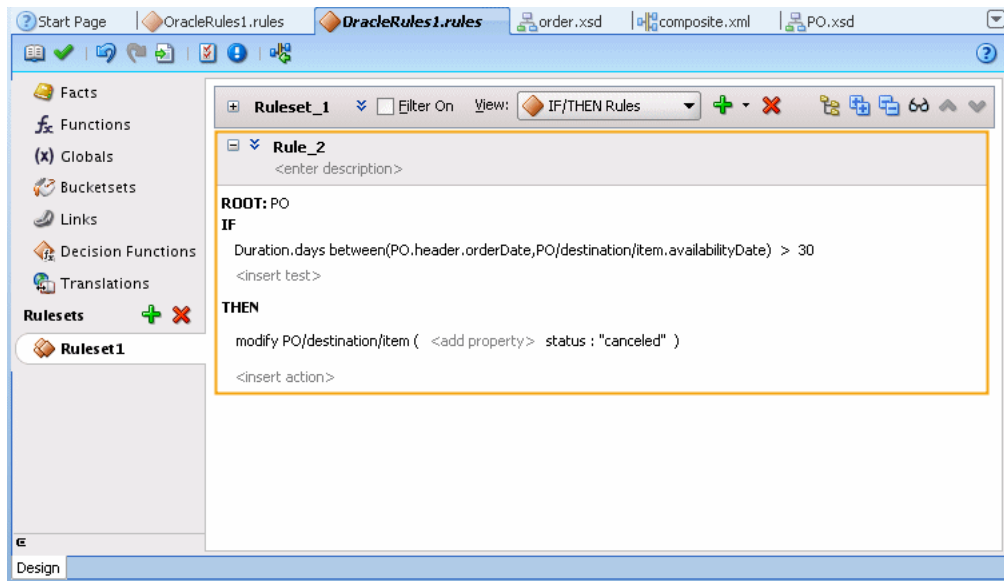 Start Page OracleRules1.rules OracleRules1.rules order.xsd composite.xml PO.xsd
Facts
Functions
(x) Globals
Bucketsets
Links
Decision Functions
Translations
Rulesets
Ruleset1
Ruleset_1 Filter On View: IF/THEN Rules
Rule_2
<enter description>
ROOT: PO
IF
Duration.days between(PO.header.orderDate,PO/destination/item.availabilityDate) > 30
<insert test>
THEN
modify PO/destination/item ( <add property> status : "canceled" )
<insert action>
Design